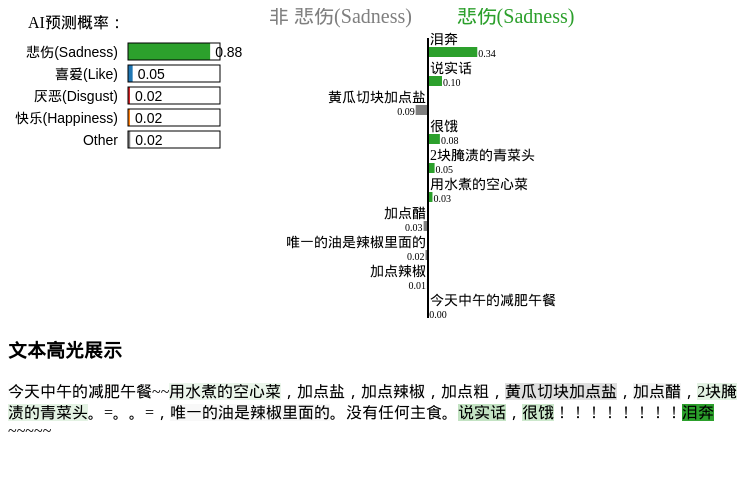 AI预测概率：
悲伤(Sadness) 0.88
喜爱(Like) 0.05
厌恶(Disgust) 0.02
快乐(Happiness) 0.02
Other 0.02
非 悲伤(Sadness) 悲伤(Sadness)
泪奔
0.34
说实话
0.10
黄瓜切块加点盐
0.09
很饿
0.08
2块腌渍的青菜头
0.05
用水煮的空心菜
0.03
加点醋
0.03
唯一的油是辣椒里面的
0.02
加点辣椒
0.01
今天中午的减肥午餐
0.00
文本高光展示
今天中午的减肥午餐~~用水煮的空心菜，加点盐，加点辣椒，加点粗，黄瓜切块加点盐，加点醋，2块腌
渍的青菜头。=。。=，唯一的油是辣椒里面的。没有任何主食。说实话，很饿！！！！！！！！泪奔
~~~~~